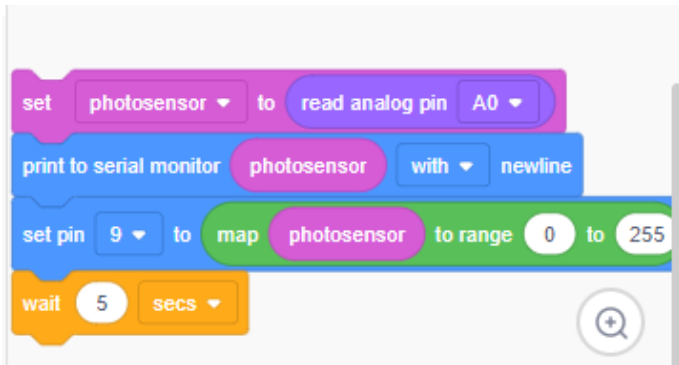 set photosensor to read analog pin A0
print to serial monitor photosensor with newline
set pin 9 to map photosensor to range 0 to 255
wait 5 secs